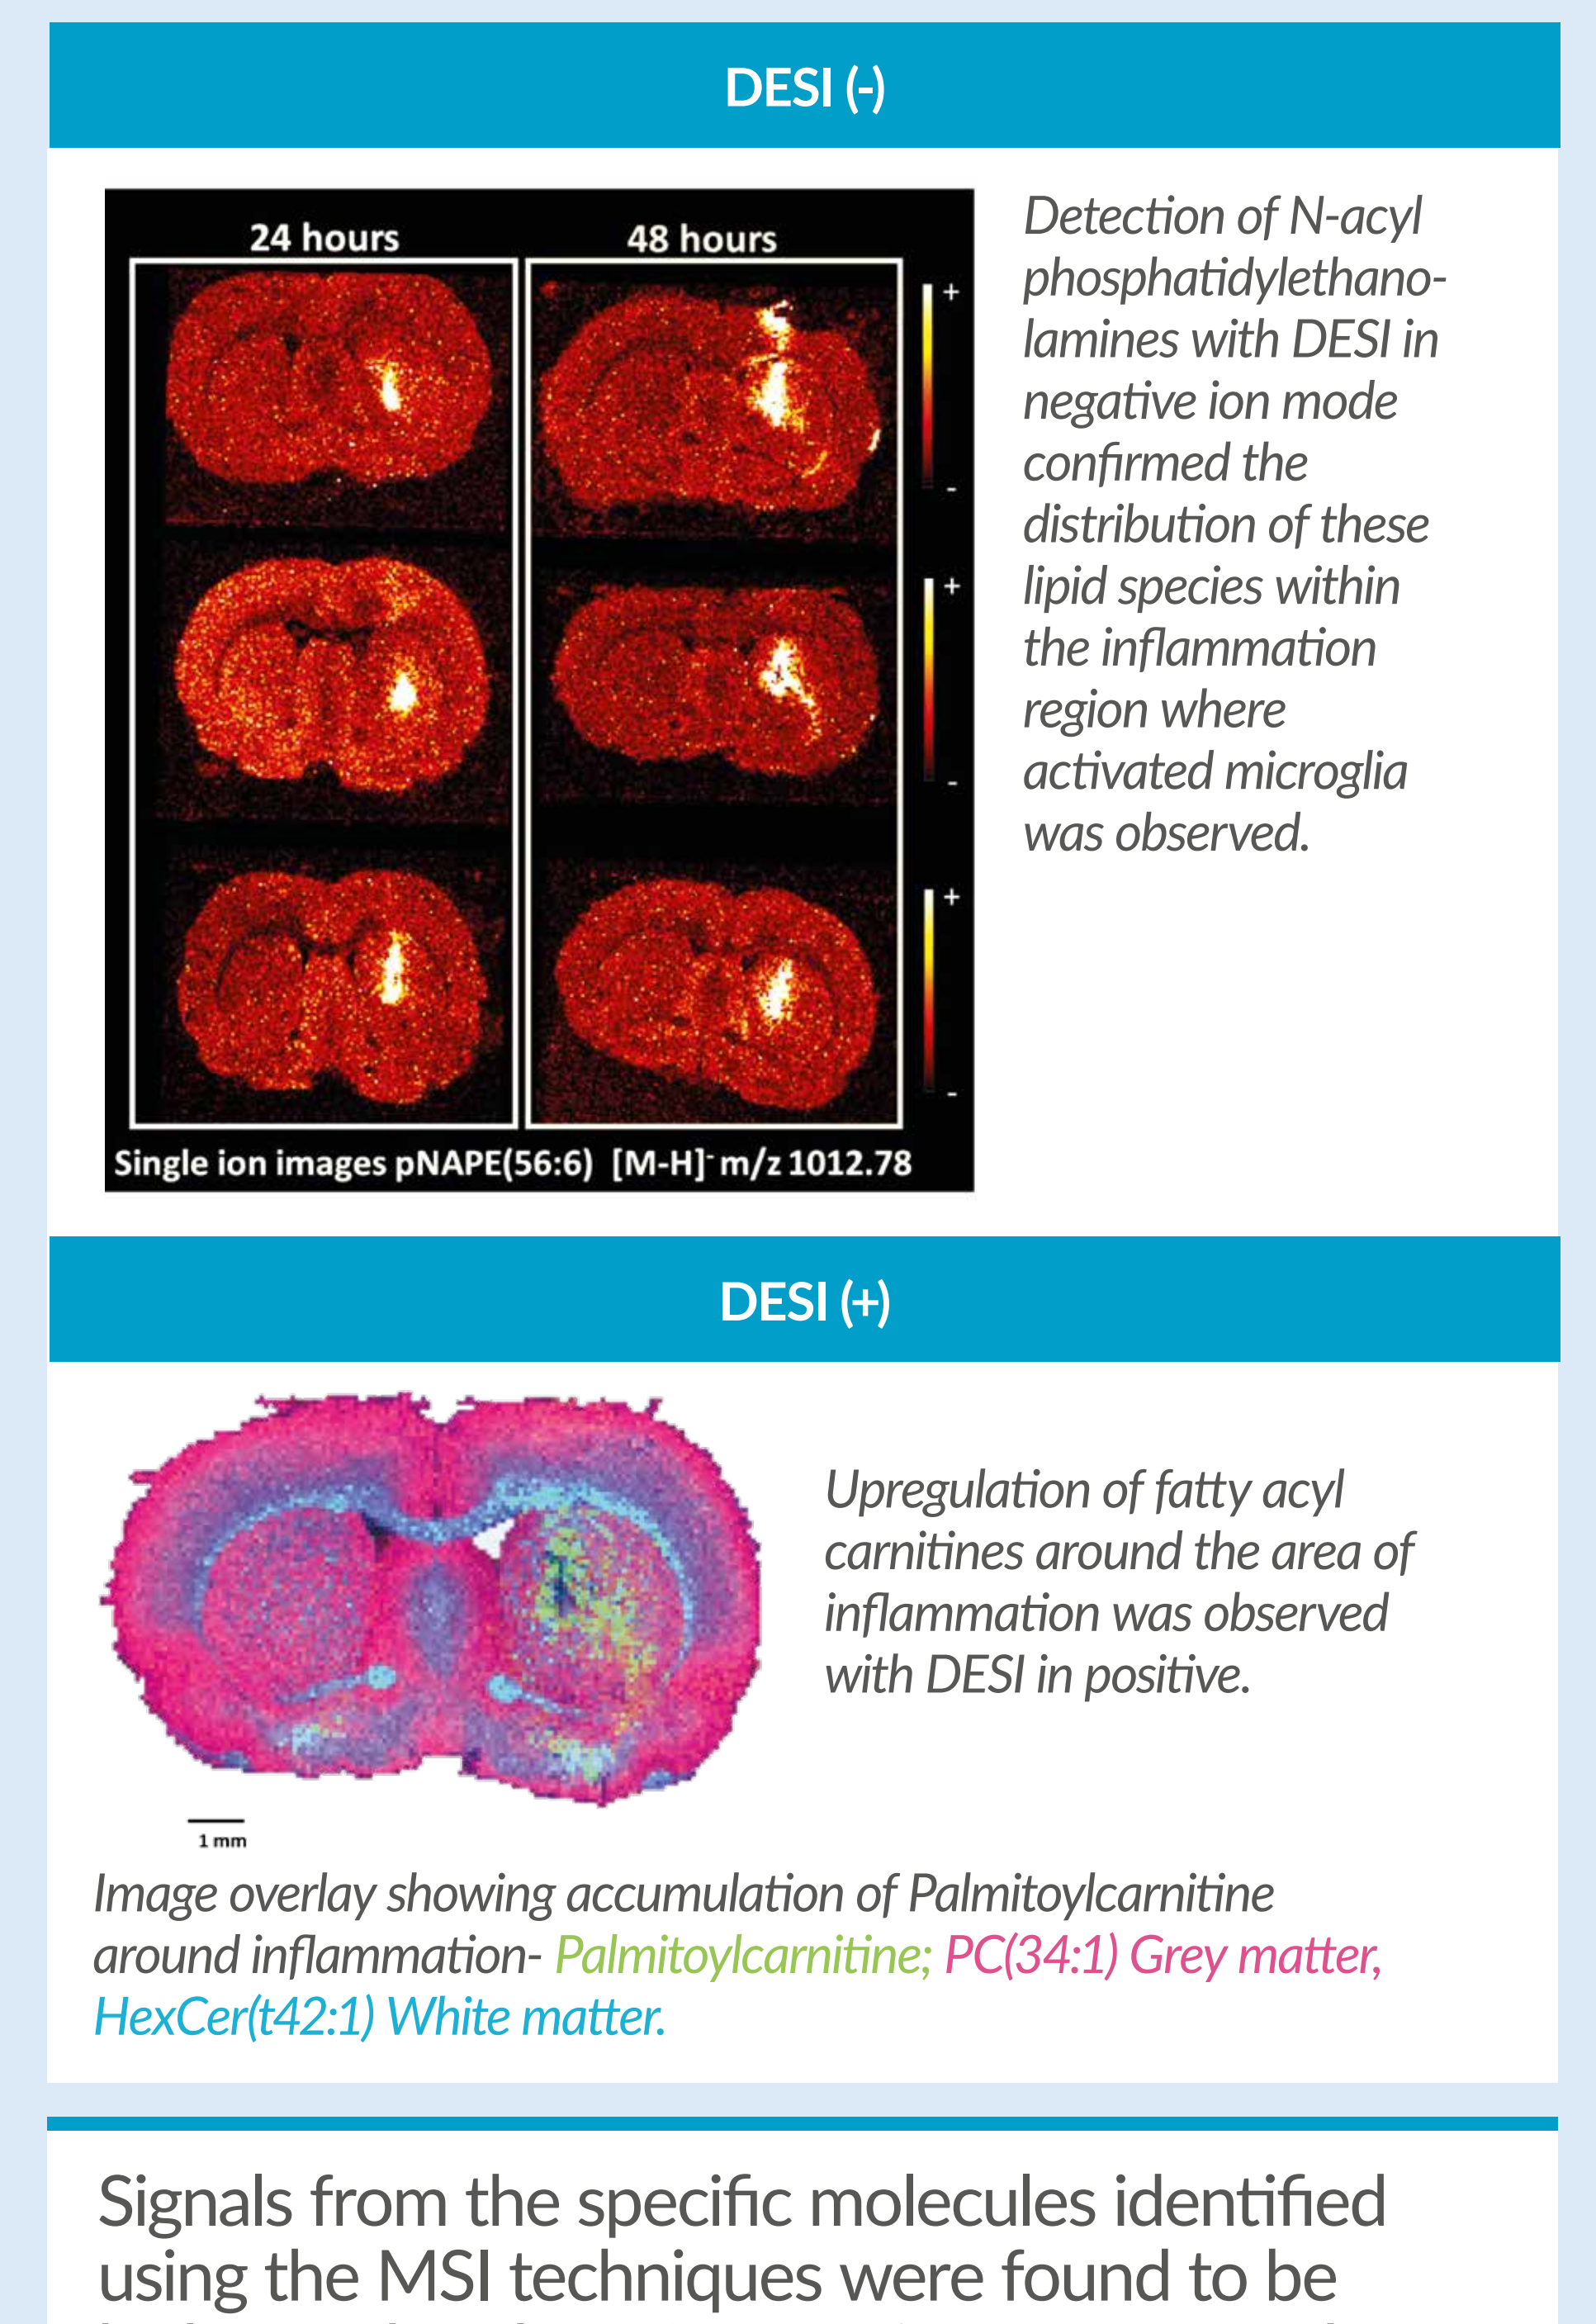 DESI (-)
24 hours
48 hours
+
-
+
-
+
-
Single ion images pNAPE(56:6) [M-H]- m/z 1012.78
Detection of N-acyl
phosphatidylethano-
lamines with DESI in
negative ion mode
confirmed the
distribution of these
lipid species within
the inflammation
region where
activated microglia
was observed.
DESI (+)
1 mm
Upregulation of fatty acyl
carnitines around the area of
inflammation was observed
with DESI in positive.
Image overlay showing accumulation of Palmitoylcarnitine
around inflammation- Palmitoylcarnitine; PC(34:1) Grey matter,
HexCer(t42:1) White matter.
Signals from the specific molecules identified
using the MSI techniques were found to be